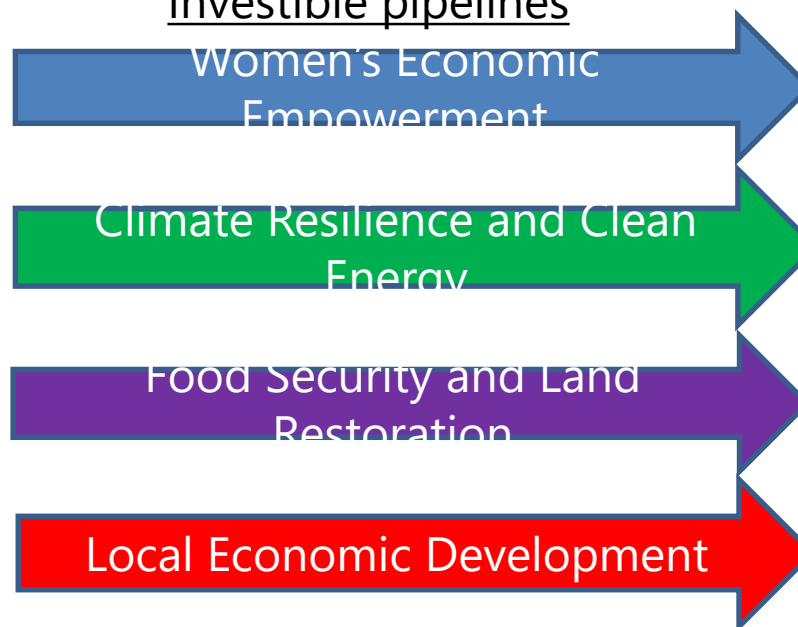 Investible pipelines
Women's Economic
Empowerment
Climate Resilience and Clean
Energy
Food Security and Land
Restoration
Local Economic Development